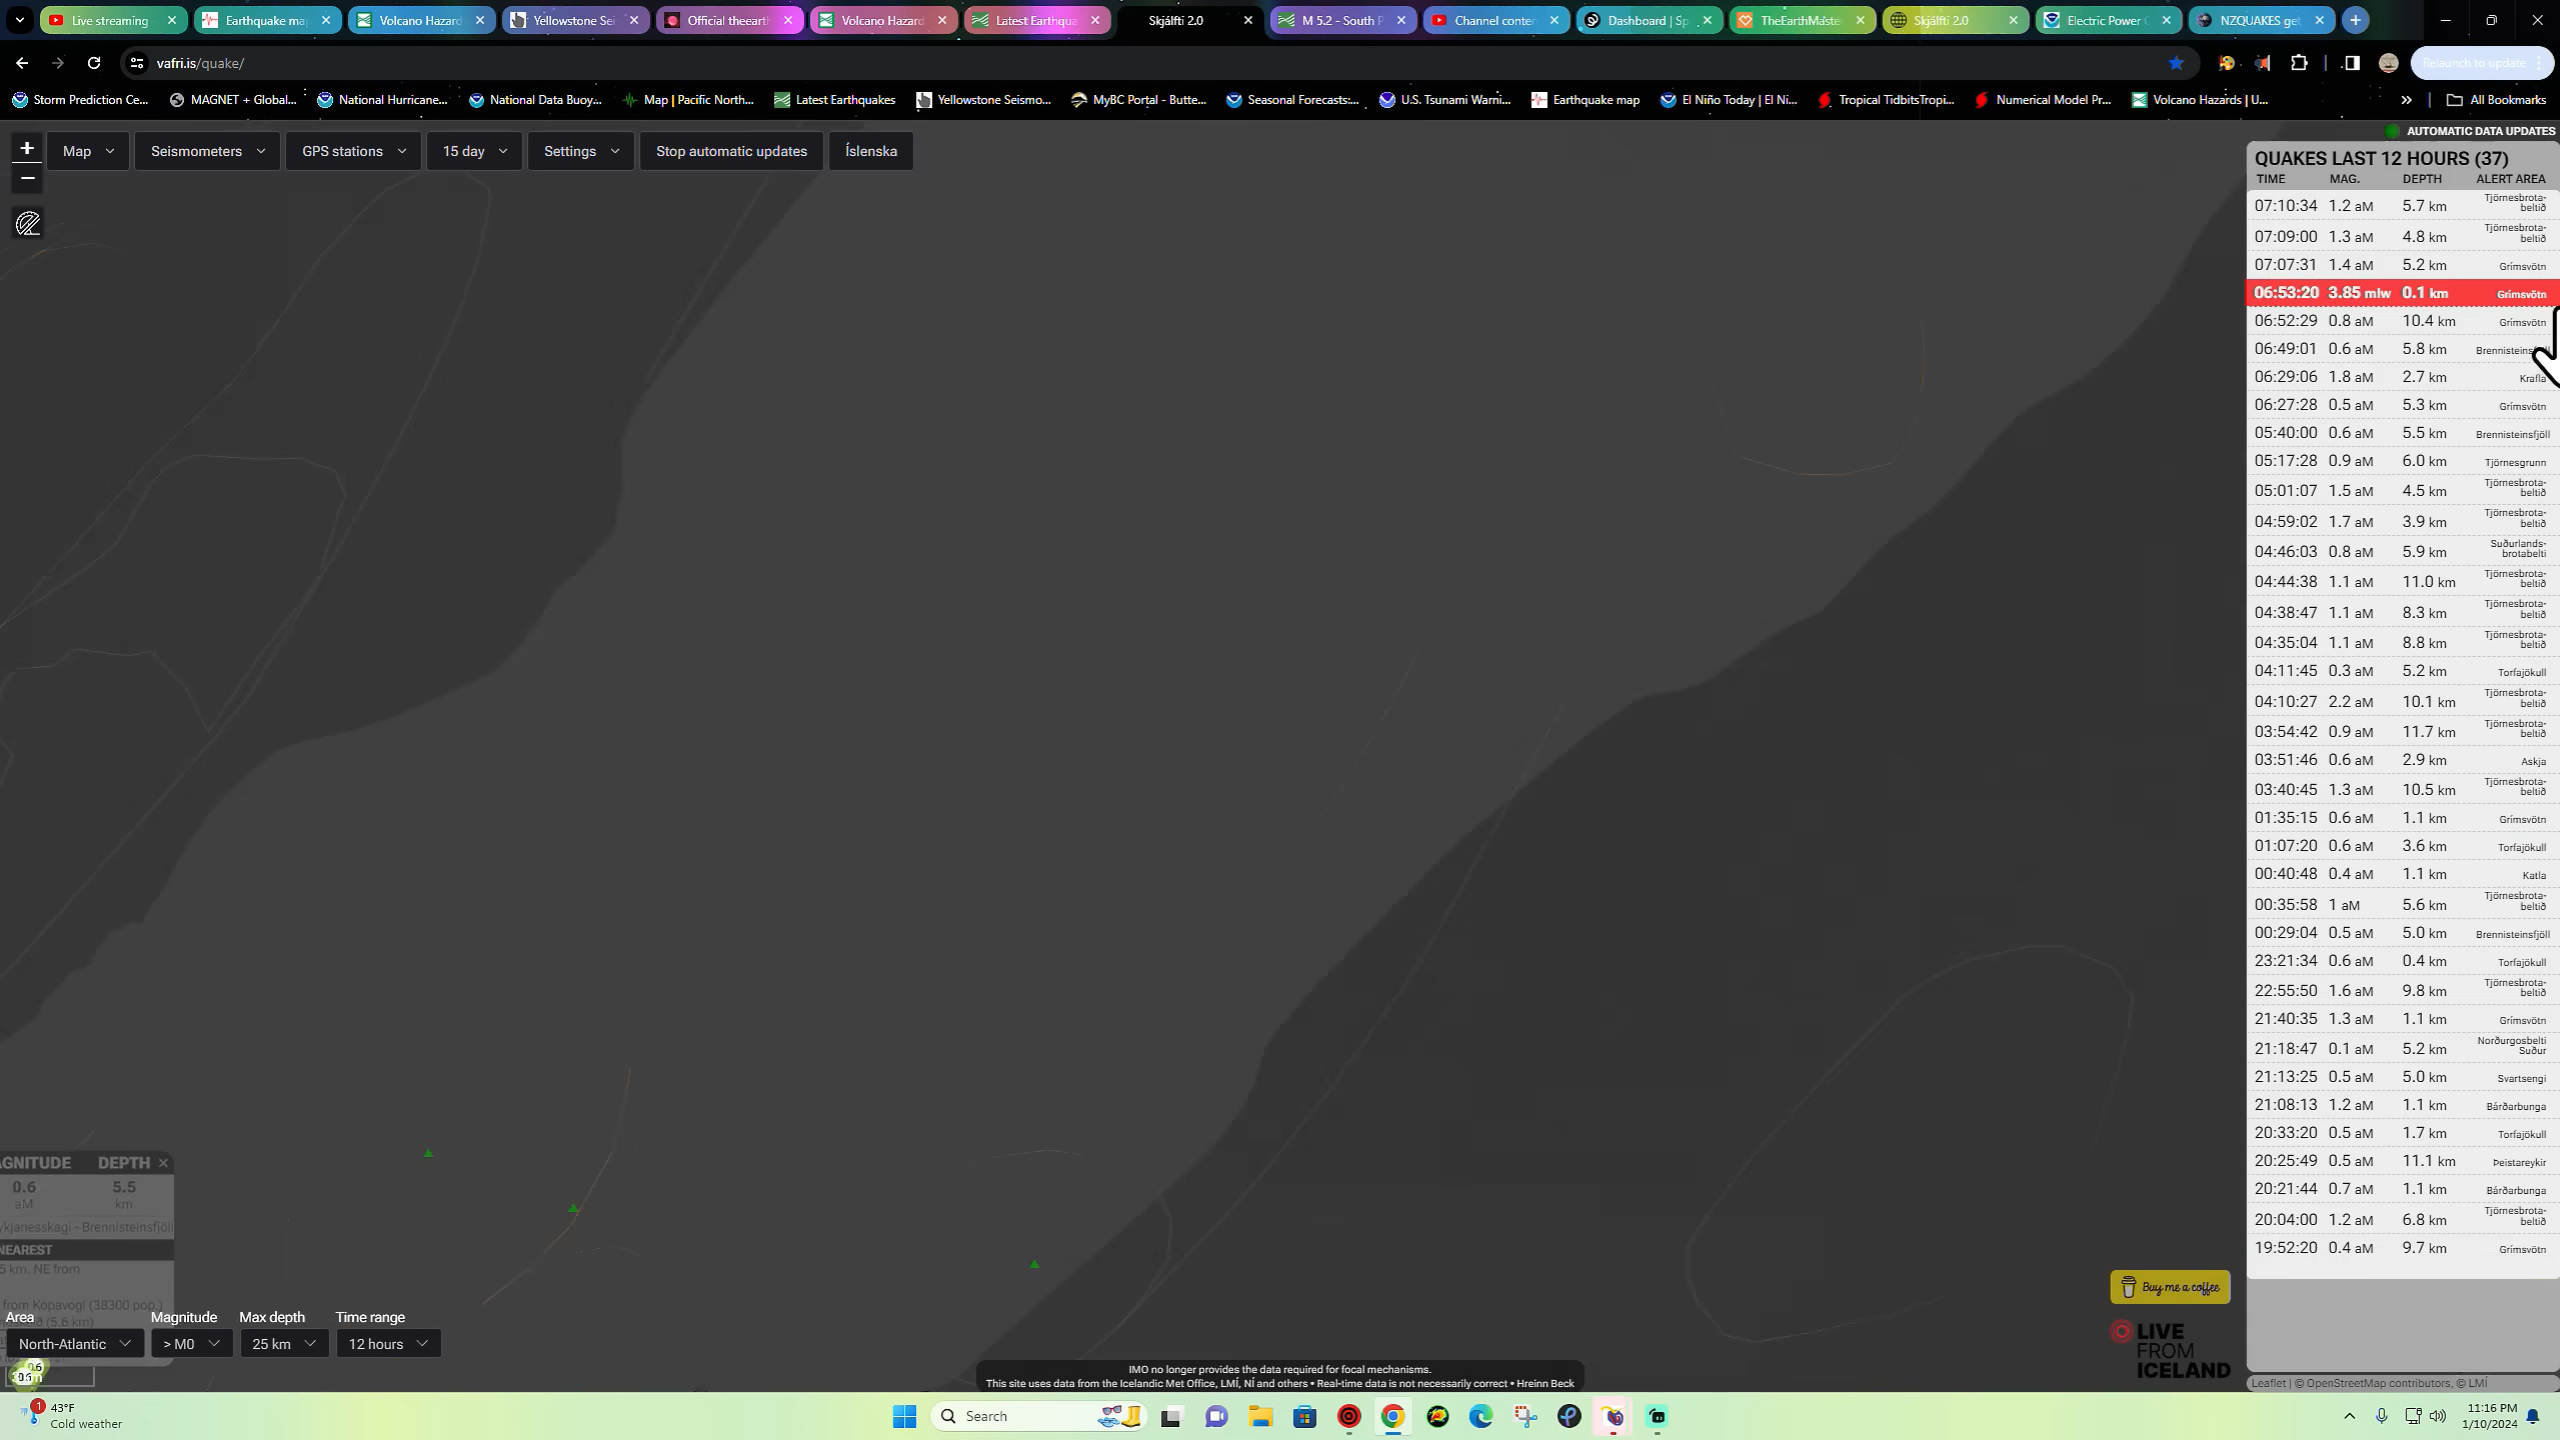 Live streaming
Earthquake ma
Volcano Hazard
Yellowstone Sei
Official theearth
Volcano Hazard
Latest Earthqua
Skjálfti 2.0
M 5.2 - South P
Channel conten
Dashboard | Sp
TheEarthMaste
Skjálfti 2.0
Electric Power C
NZQUAKES get
vafri.is/quake/
Relaunch to update
Storm Prediction Ce...
MAGNET + Global...
National Hurricane...
National Data Buoy...
Map | Pacific North...
Latest Earthquakes
Yellowstone Seismo...
MyBC Portal - Butte...
Seasonal Forecasts:...
U.S. Tsunami Warni...
Earthquake map
El Niño Today | El Ni...
Tropical TidbitsTropi...
Numerical Model Pr...
Volcano Hazards | U...
All Bookmarks
AUTOMATIC DATA UPDATES
+
−
Map
Seismometers
GPS stations
15 day
Settings
Stop automatic updates
Íslenska
QUAKES LAST 12 HOURS (37)
TIME MAG. DEPTH ALERT AREA
07:10:34 1.2 aM 5.7 km Tjörnesbrota-
beltið
07:09:00 1.3 aM 4.8 km Tjörnesbrota-
beltið
07:07:31 1.4 aM 5.2 km Grímsvötn
06:53:20 3.85 mlw 0.1 km Grímsvötn
06:52:29 0.8 aM 10.4 km Grímsvötn
06:49:01 0.6 aM 5.8 km Brennisteinsfjöll
06:29:06 1.8 aM 2.7 km Krafla
06:27:28 0.5 aM 5.3 km Grímsvötn
05:40:00 0.6 aM 5.5 km Brennisteinsfjöll
05:17:28 0.9 aM 6.0 km Tjörnesgrunn
05:01:07 1.5 aM 4.5 km Tjörnesbrota-
beltið
04:59:02 1.7 aM 3.9 km Tjörnesbrota-
beltið
04:46:03 0.8 aM 5.9 km Suðurlands-
brotabelti
04:44:38 1.1 aM 11.0 km Tjörnesbrota-
beltið
04:38:47 1.1 aM 8.3 km Tjörnesbrota-
beltið
04:35:04 1.1 aM 8.8 km Tjörnesbrota-
beltið
04:11:45 0.3 aM 5.2 km Torfajökull
04:10:27 2.2 aM 10.1 km Tjörnesbrota-
beltið
03:54:42 0.9 aM 11.7 km Tjörnesbrota-
beltið
03:51:46 0.6 aM 2.9 km Askja
03:40:45 1.3 aM 10.5 km Tjörnesbrota-
beltið
01:35:15 0.6 aM 1.1 km Grímsvötn
01:07:20 0.6 aM 3.6 km Torfajökull
00:40:48 0.4 aM 1.1 km Katla
00:35:58 1 aM 5.6 km Tjörnesbrota-
beltið
00:29:04 0.5 aM 5.0 km Brennisteinsfjöll
23:21:34 0.6 aM 0.4 km Torfajökull
22:55:50 1.6 aM 9.8 km Tjörnesbrota-
beltið
21:40:35 1.3 aM 1.1 km Grímsvötn
21:18:47 0.1 aM 5.2 km Norðurgosbelti
Suður
21:13:25 0.5 aM 5.0 km Svartsengi
21:08:13 1.2 aM 1.1 km Bárðarbunga
20:33:20 0.5 aM 1.7 km Torfajökull
20:25:49 0.5 aM 11.1 km Þeistareykir
20:21:44 0.7 aM 1.1 km Bárðarbunga
20:04:00 1.2 aM 6.8 km Tjörnesbrota-
beltið
19:52:20 0.4 aM 9.7 km Grímsvötn
AGNITUDE DEPTH
0.6 5.5
aM km
ykjanesskagi - Brennisteinsfjöll
NEAREST
5 km. NE from
from Kópavogi (38300 pop.)
(5.6 km)
Area Magnitude Max depth Time range
North-Atlantic > M0 25 km 12 hours
0.6
Buy me a coffee
LIVE
FROM
ICELAND
IMO no longer provides the data required for focal mechanisms.
This site uses data from the Icelandic Met Office, LMÍ, NÍ and others • Real-time data is not necessarily correct • Hreinn Beck
Leaflet | © OpenStreetMap contributors, © LMÍ
1
43°F
Cold weather
Search
11:16 PM
1/10/2024